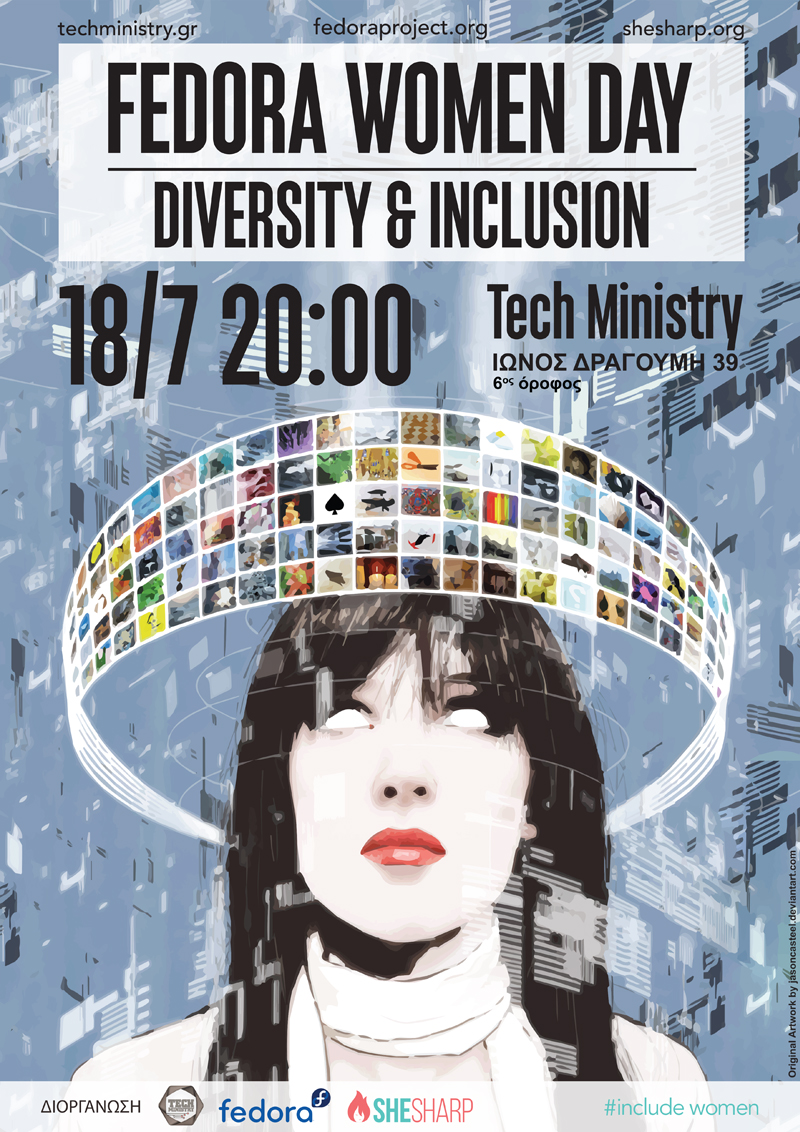 techministry.gr fedoraproject.org shesharp.org
FEDORA WOMEN DAY
DIVERSITY & INCLUSION
18/7 20:00
Tech Ministry
ΙΩΝΟΣ ΔΡΑΓΟΥΜΗ 39
6ος όροφος
Original Artwork by jasoncasteel.deviantart.com
ΔΙΟΡΓΑΝΩΣΗ TECH MINISTRY fedora SHESHARP #include women